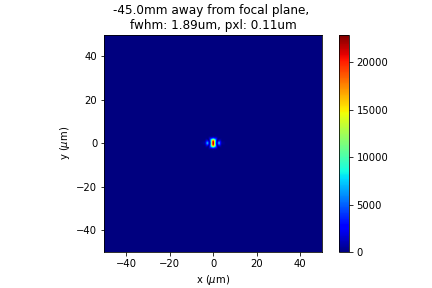 -45.0mm away from focal plane,
fwhm: 1.89um, pxl: 0.11um
40
20
0
−20
−40
y (μm)
−40 −20 0 20 40
x (μm)
20000
15000
10000
5000
0